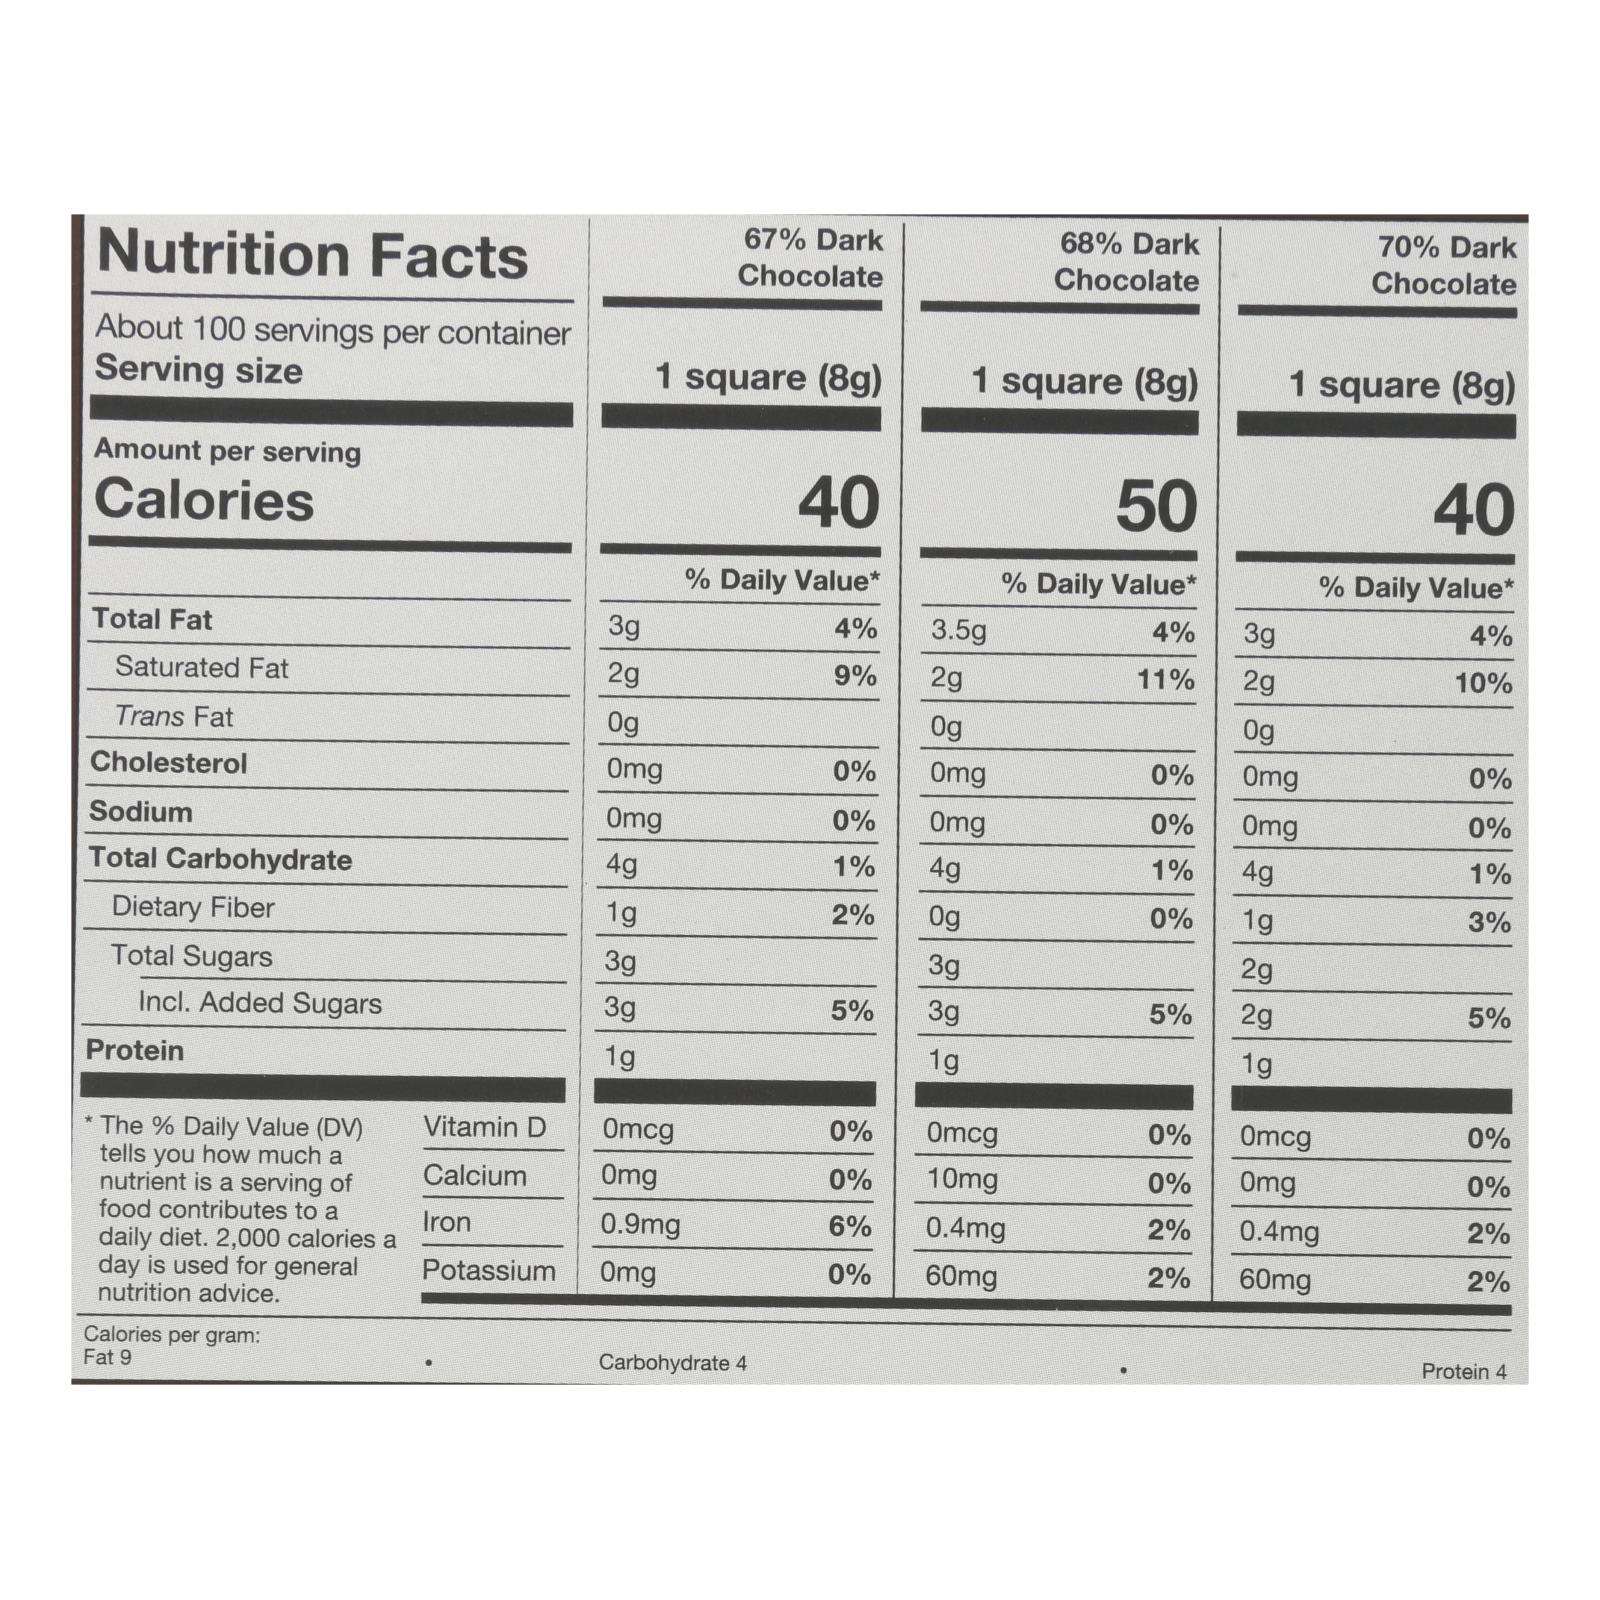 Nutrition Facts
67% Dark
Chocolate
68% Dark
Chocolate
70% Dark
Chocolate
About 100 servings per container
Serving size 1 square (8g) 1 square (8g) 1 square (8g)
Amount per serving
Calories 40 50 40
% Daily Value* % Daily Value* % Daily Value*
Total Fat 3g 4% 3.5g 4% 3g 4%
Saturated Fat 2g 9% 2g 11% 2g 10%
Trans Fat 0g 0g 0g
Cholesterol 0mg 0% 0mg 0% 0mg 0%
Sodium 0mg 0% 0mg 0% 0mg 0%
Total Carbohydrate 4g 1% 4g 1% 4g 1%
Dietary Fiber 1g 2% 0g 0% 1g 3%
Total Sugars 3g 3g 2g
Incl. Added Sugars 3g 5% 3g 5% 2g 5%
Protein 1g 1g 1g
* The % Daily Value (DV)
tells you how much a
nutrient is a serving of
food contributes to a
daily diet. 2,000 calories a
day is used for general
nutrition advice.
Vitamin D 0mcg 0% 0mcg 0% 0mcg 0%
Calcium 0mg 0% 10mg 0% 0mg 0%
Iron 0.9mg 6% 0.4mg 2% 0.4mg 2%
Potassium 0mg 0% 60mg 2% 60mg 2%
Calories per gram:
Fat 9 • Carbohydrate 4 • Protein 4